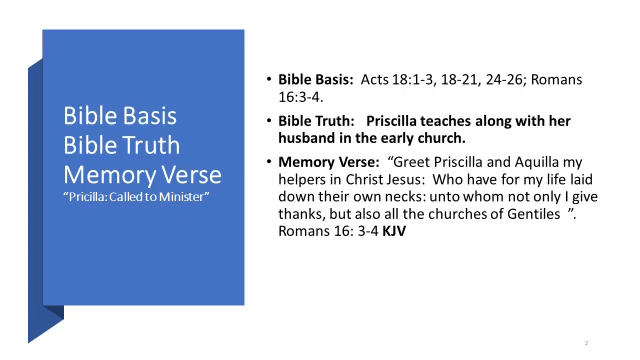 Bible Basis
Bible Truth
Memory Verse
“Pricilla: Called to Minister”
• Bible Basis:  Acts 18:1-3, 18-21, 24-26; Romans
16:3-4.
• Bible Truth:   Priscilla teaches along with her
husband in the early church.
• Memory Verse:  “Greet Priscilla and Aquilla my
helpers in Christ Jesus:  Who have for my life laid
down their own necks: unto whom not only I give
thanks, but also all the churches of Gentiles  ”.
Romans 16: 3-4 KJV
2